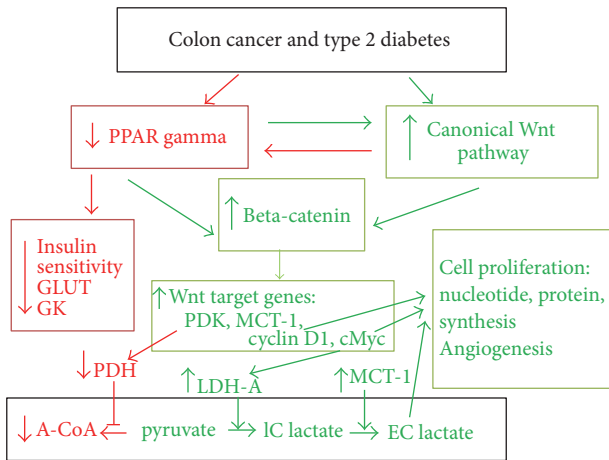 Colon cancer and type 2 diabetes
↓ PPAR gamma
↑ Canonical Wnt
pathway
↑ Beta-catenin
↓ Insulin
sensitivity
GLUT
↓ GK
Cell proliferation:
nucleotide, protein,
synthesis
Angiogenesis
↑ Wnt target genes:
PDK, MCT-1,
cyclin D1, cMyc
↓ PDH
↑ LDH-A
↑ MCT-1
↓ A-CoA
pyruvate
IC lactate
EC lactate